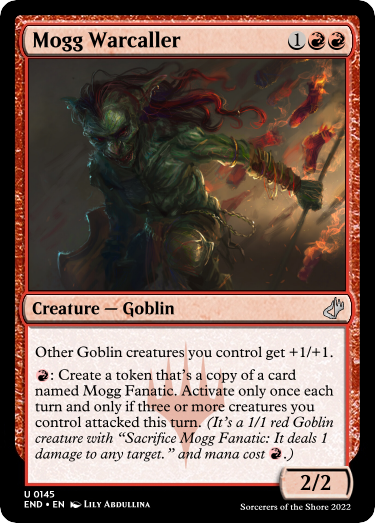 Mogg Warcaller 1
Creature — Goblin
Other Goblin creatures you control get +1/+1.
: Create a token that's a copy of a card
named Mogg Fanatic. Activate only once each
turn and only if three or more creatures you
control attacked this turn. (It's a 1/1 red Goblin
creature with “Sacrifice Mogg Fanatic: It deals 1
damage to any target.” and mana cost .)
2/2
U 0145
END • EN Lily Abdullina
Sorcerers of the Shore 2022